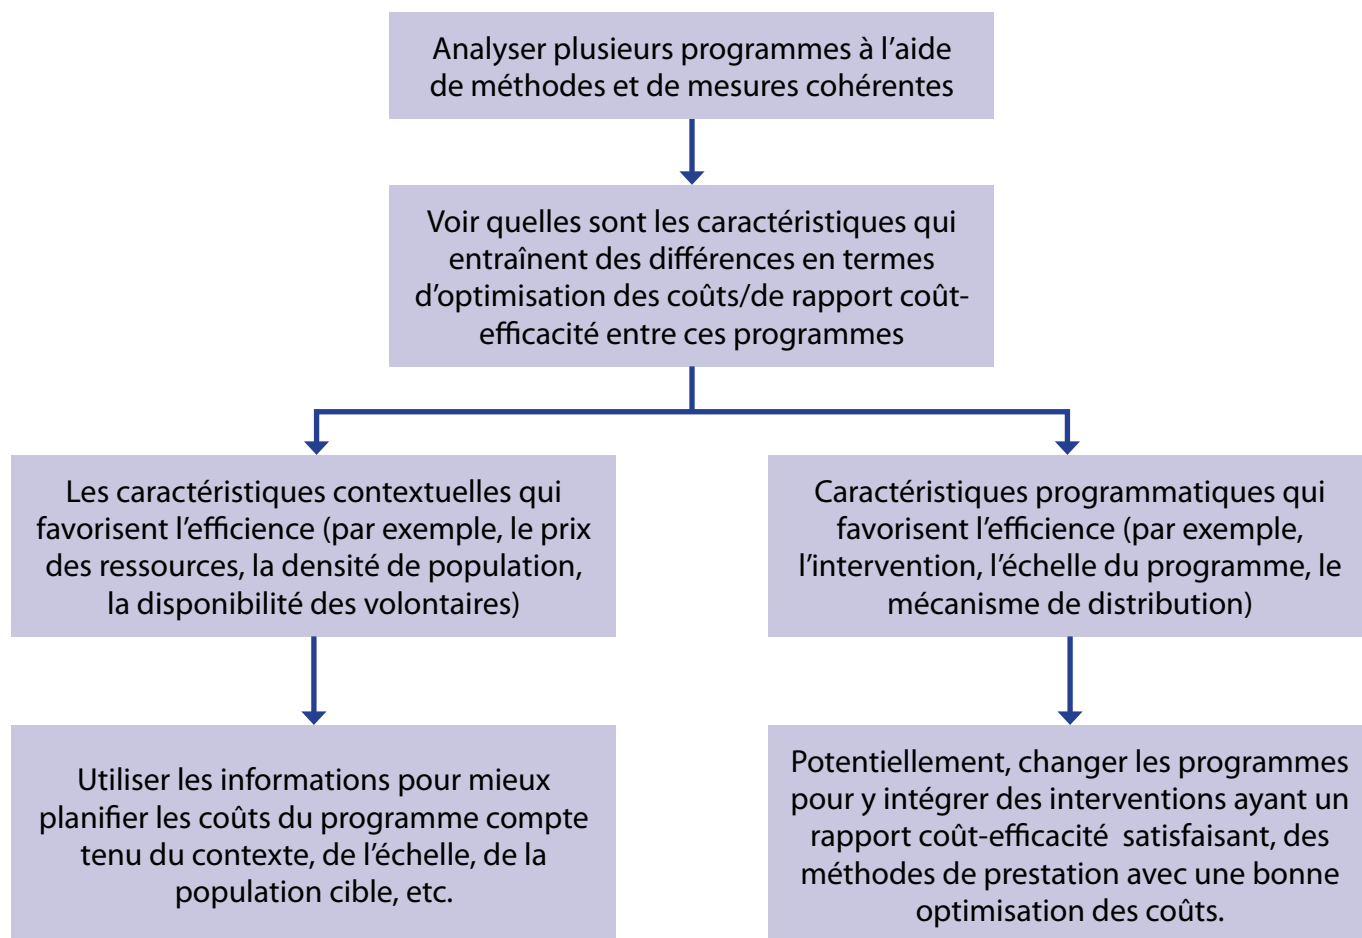 Analyser plusieurs programmes à l’aide
de méthodes et de mesures cohérentes
Voir quelles sont les caractéristiques qui
entraînent des différences en termes
d’optimisation des coûts/de rapport coût-
efficacité entre ces programmes
Les caractéristiques contextuelles qui
favorisent l’efficience (par exemple, le prix
des ressources, la densité de population,
la disponibilité des volontaires)
Caractéristiques programmatiques qui
favorisent l’efficience (par exemple,
l’intervention, l’échelle du programme, le
mécanisme de distribution)
Utiliser les informations pour mieux
planifier les coûts du programme compte
tenu du contexte, de l’échelle, de la
population cible, etc.
Potentiellement, changer les programmes
pour y intégrer des interventions ayant un
rapport coût-efficacité  satisfaisant, des
méthodes de prestation avec une bonne
optimisation des coûts.